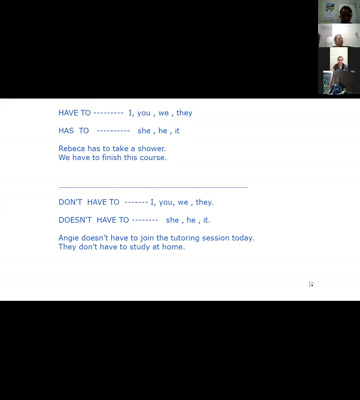 HAVE TO --------- I, you , we , they
HAS TO ---------- she , he , it
Rebeca has to take a shower.
We have to finish this course.
DON'T HAVE TO ------- I, you, we , they.
DOESN'T HAVE TO -------- she , he , it.
Angie doesn't have to join the tutoring session today.
They don't have to study at home.